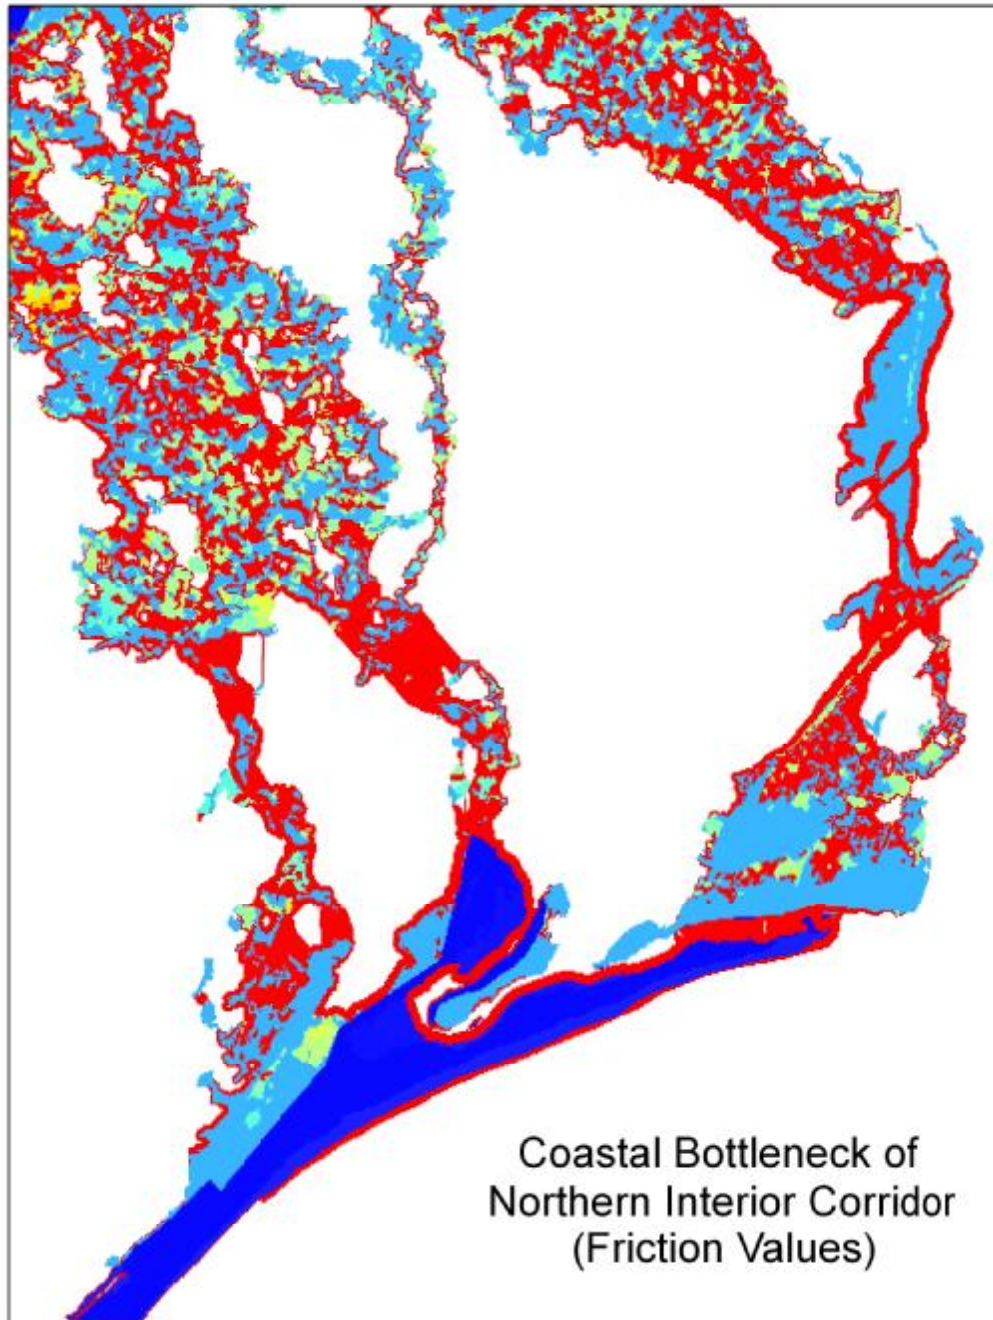 Coastal Bottleneck of
Northern Interior Corridor
(Friction Values)